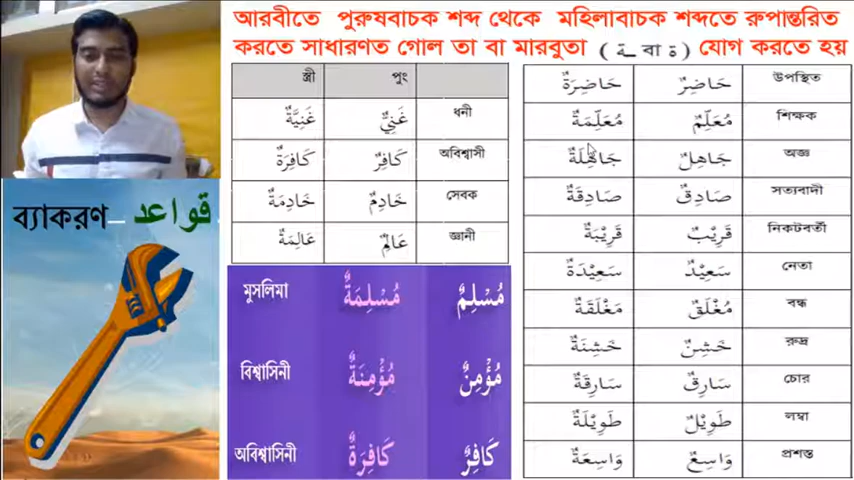 আরবীতে পুরুষবাচক শব্দ থেকে মহিলাবাচক শব্দতে রুপান্তরিত
করতে সাধারণত গোল তা বা মারবুতা ( ة বা ـة ) যোগ করতে হয়
স্ত্রী পুং
غَنِيَّةٌ غَنِيٌّ ধনী
كَافِرَةٌ كَافِرٌ অবিশ্বাসী
خَادِمَةٌ خَادِمٌ সেবক
عَالِمَةٌ عَالِمٌ জ্ঞানী
حَاضِرَةٌ حَاضِرٌ উপস্থিত
مُعَلِّمَةٌ مُعَلِّمٌ শিক্ষক
جَاهِلَةٌ جَاهِلٌ অজ্ঞ
صَادِقَةٌ صَادِقٌ সত্যবাদী
قَرِيْبَةٌ قَرِيْبٌ নিকটবর্তী
سَعِيْدَةٌ سَعِيْدٌ নেতা
مَغْلَقَةٌ مُغْلَقٌ বন্ধ
خَشِنَةٌ خَشِنٌ রুদ্র
سَارِقَةٌ سَارِقٌ চোর
طَوِيْلَةٌ طَوِيْلٌ লম্বা
وَاسِعَةٌ وَاسِعٌ প্রশস্ত
ব্যাকরণ– قواعد
মুসলিমা مُسْلِمَةٌ مُسْلِمٌ
বিশ্বাসিনী مُؤْمِنَةٌ مُؤْمِنٌ
অবিশ্বাসিনী كَافِرَةٌ كَافِرٌ